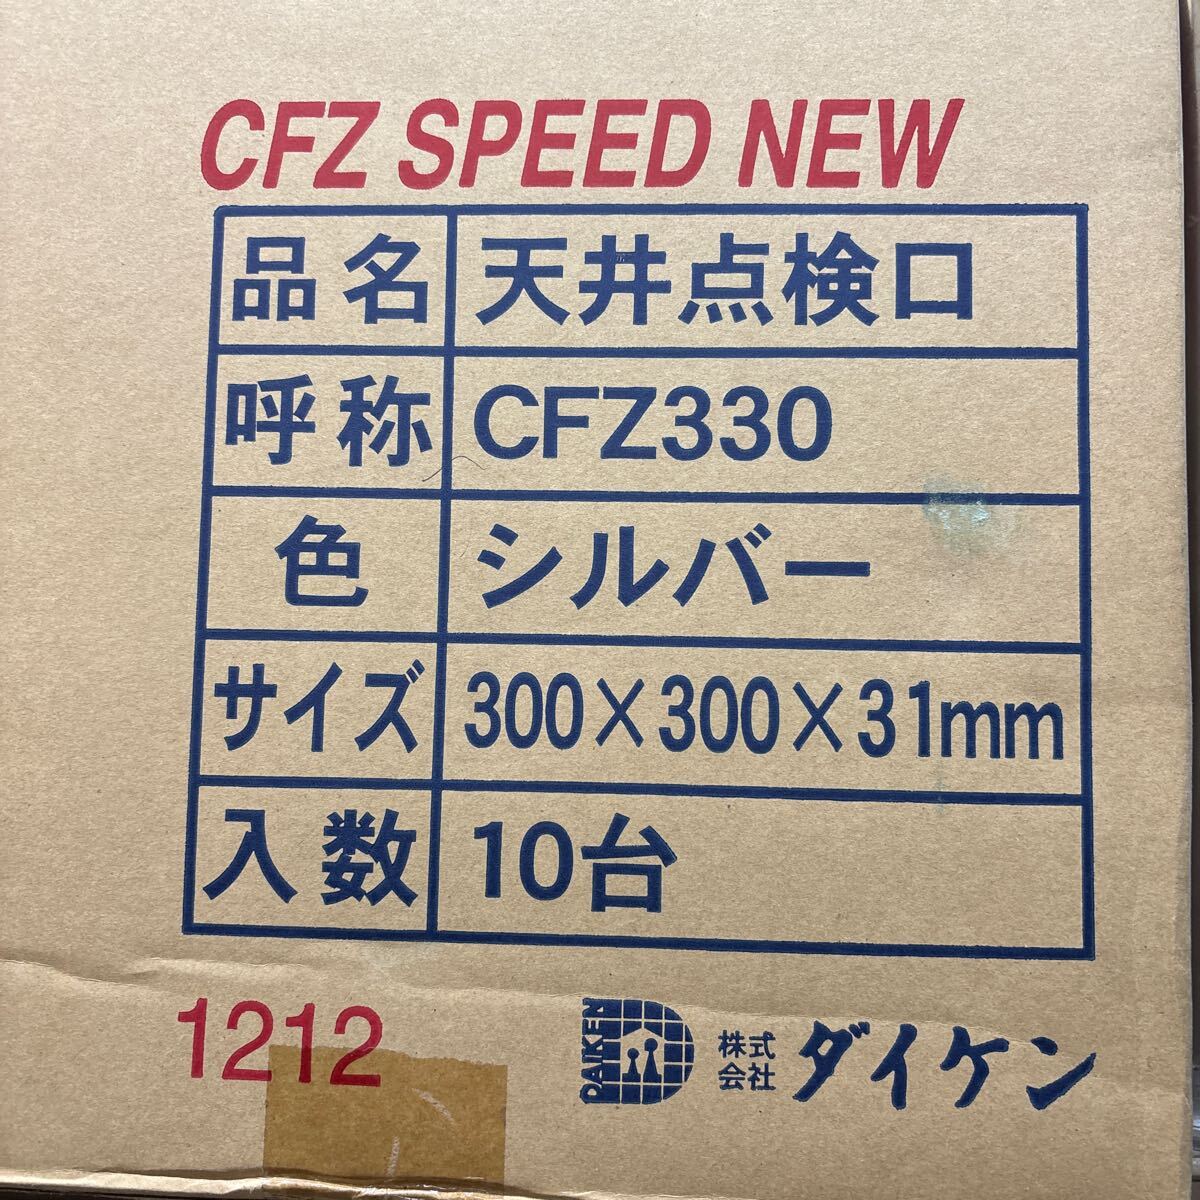 CFZ SPEED NEW
品名 天井点検口
呼称 CFZ330
色 シルバー
サイズ 300×300×31mm
入数 10台
1212
DAIKEN
株式
会社
ダイケン